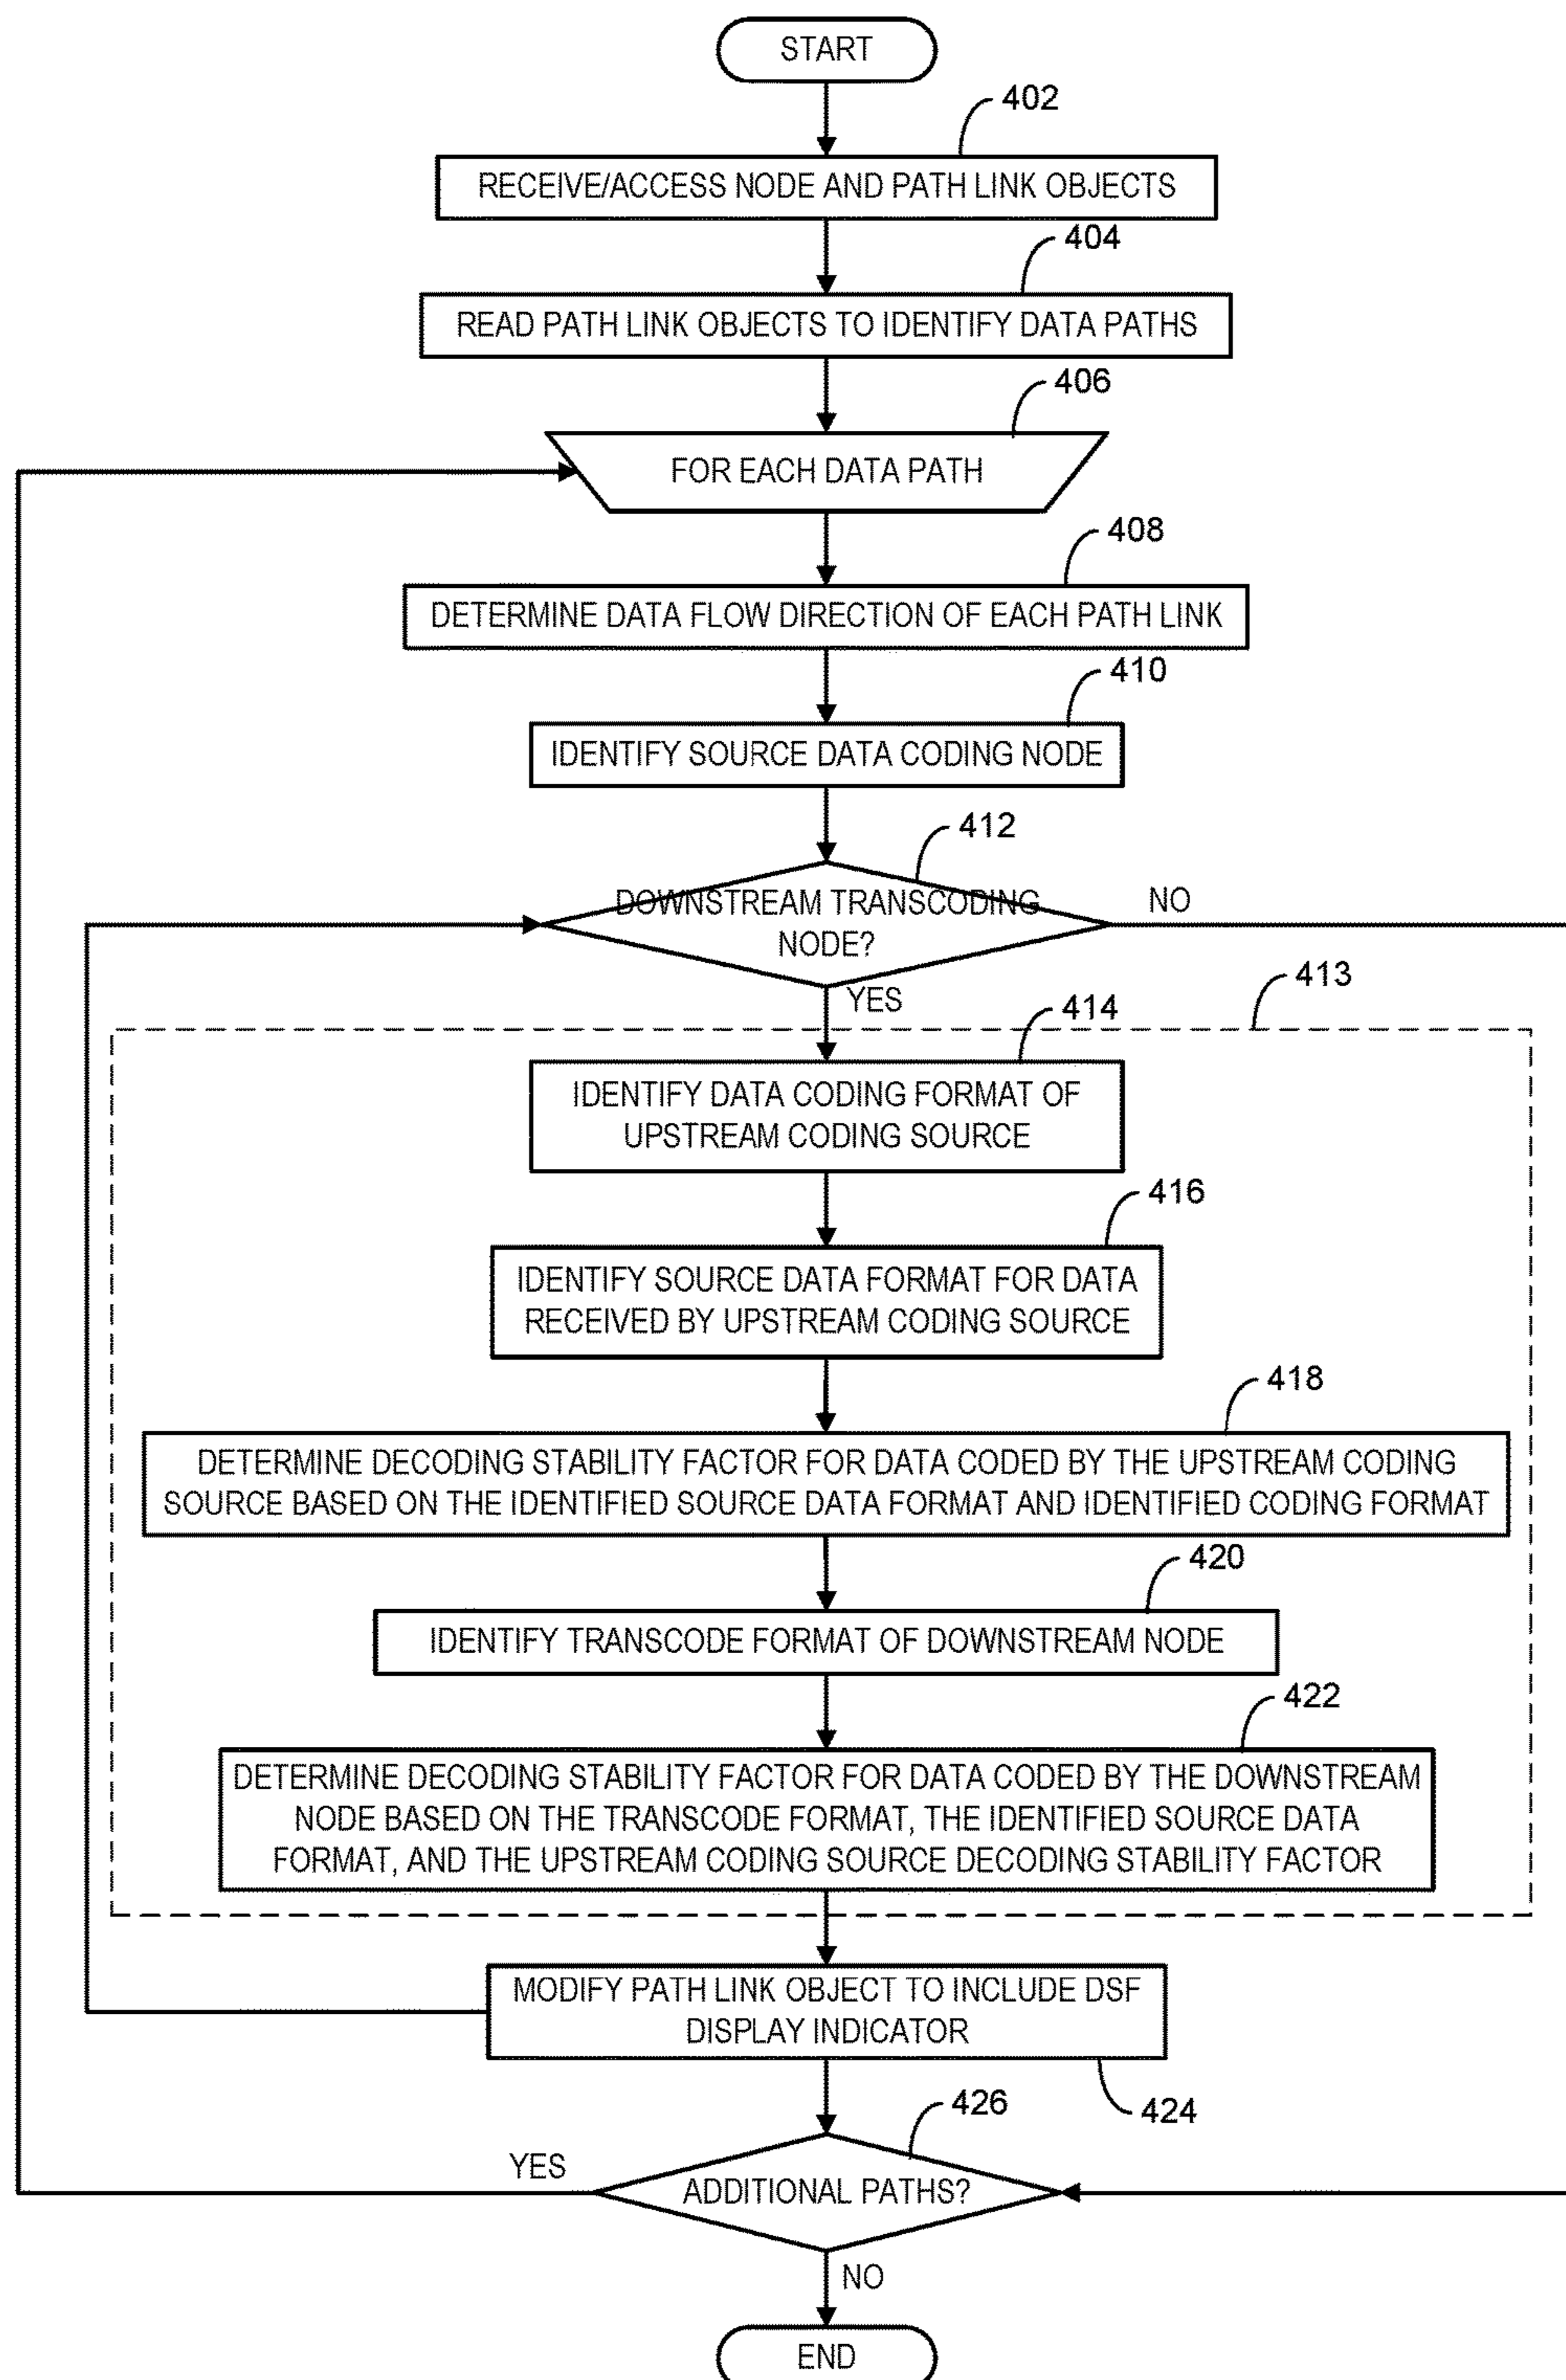 START
402
RECEIVE/ACCESS NODE AND PATH LINK OBJECTS
404
READ PATH LINK OBJECTS TO IDENTIFY DATA PATHS
406
FOR EACH DATA PATH
408
DETERMINE DATA FLOW DIRECTION OF EACH PATH LINK
410
IDENTIFY SOURCE DATA CODING NODE
412
DOWNSTREAM TRANSCODING
NODE?
NO
YES
413
414
IDENTIFY DATA CODING FORMAT OF
UPSTREAM CODING SOURCE
416
IDENTIFY SOURCE DATA FORMAT FOR DATA
RECEIVED BY UPSTREAM CODING SOURCE
418
DETERMINE DECODING STABILITY FACTOR FOR DATA CODED BY THE UPSTREAM CODING
SOURCE BASED ON THE IDENTIFIED SOURCE DATA FORMAT AND IDENTIFIED CODING FORMAT
420
IDENTIFY TRANSCODE FORMAT OF DOWNSTREAM NODE
422
DETERMINE DECODING STABILITY FACTOR FOR DATA CODED BY THE DOWNSTREAM
NODE BASED ON THE TRANSCODE FORMAT, THE IDENTIFIED SOURCE DATA
FORMAT, AND THE UPSTREAM CODING SOURCE DECODING STABILITY FACTOR
MODIFY PATH LINK OBJECT TO INCLUDE DSF
DISPLAY INDICATOR
424
426
YES
ADDITIONAL PATHS?
NO
END